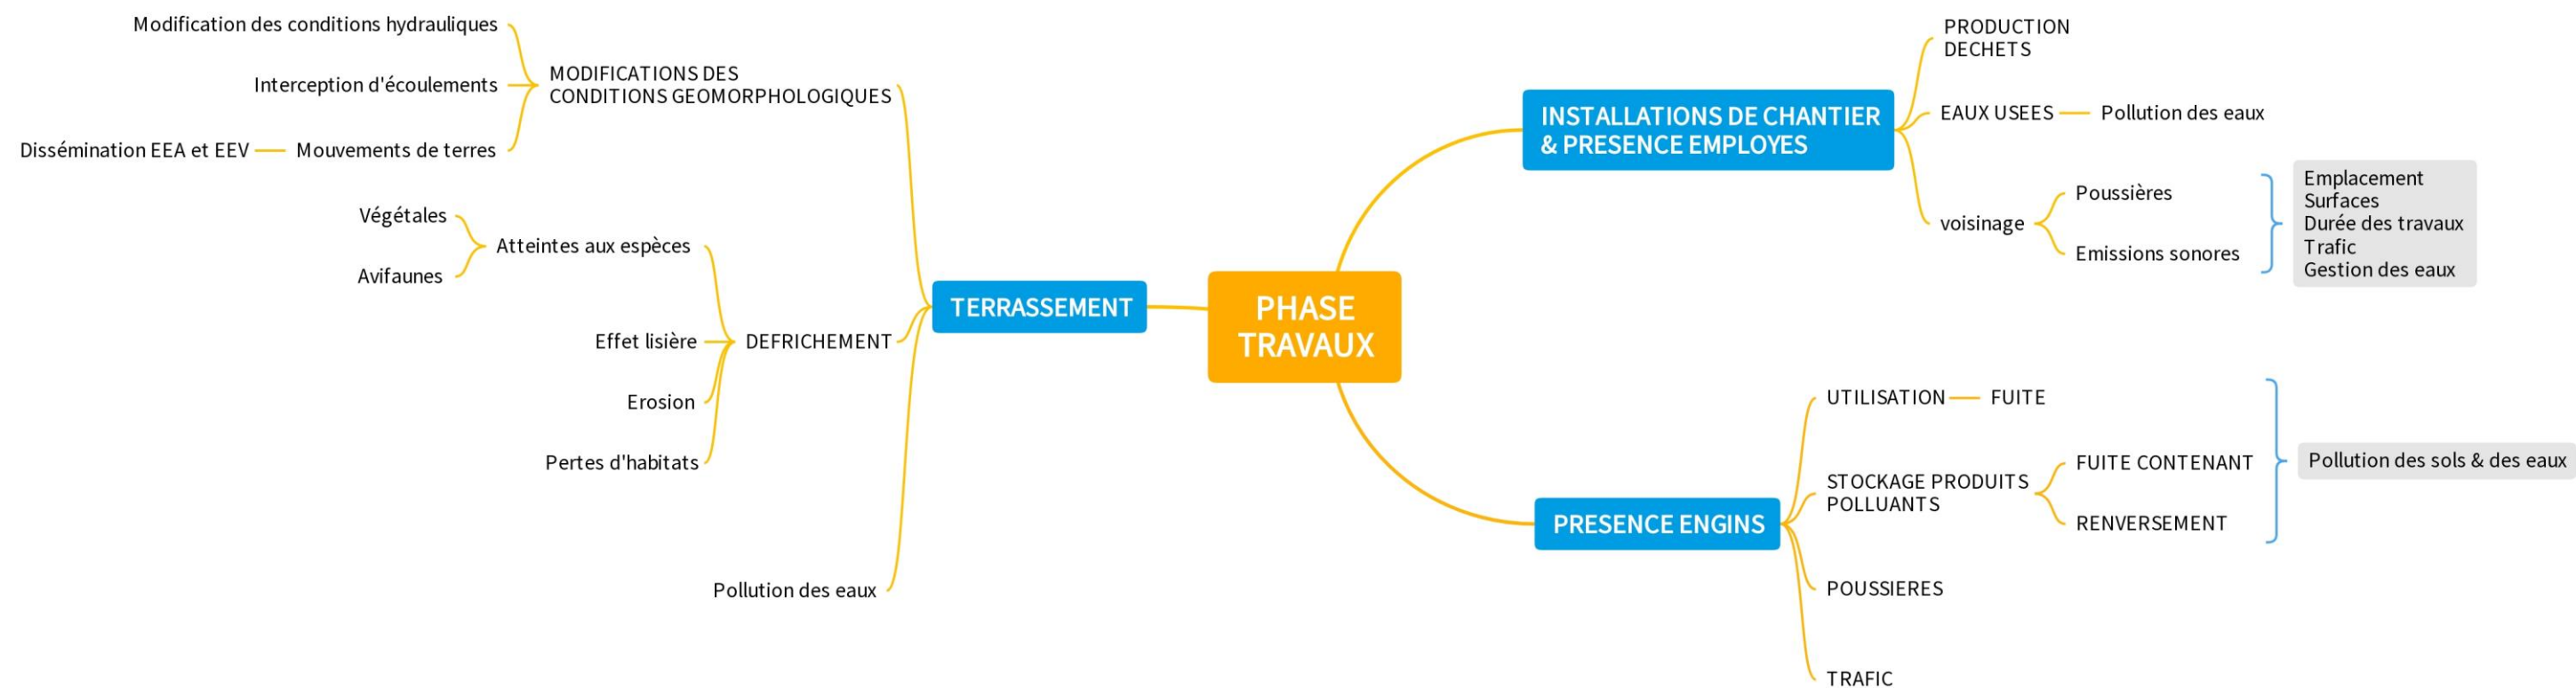 PHASE
TRAVAUX
INSTALLATIONS DE CHANTIER
& PRESENCE EMPLOYES
PRODUCTION
DECHETS
EAUX USEES
Pollution des eaux
voisinage
Poussières
Emissions sonores
Emplacement
Surfaces
Durée des travaux
Trafic
Gestion des eaux
PRESENCE ENGINS
UTILISATION
FUITE
STOCKAGE PRODUITS
POLLUANTS
FUITE CONTENANT
RENVERSEMENT
Pollution des sols & des eaux
POUSSIERES
TRAFIC
TERRASSEMENT
MODIFICATIONS DES
CONDITIONS GEOMORPHOLOGIQUES
Modification des conditions hydrauliques
Interception d'écoulements
Mouvements de terres
Dissémination EEA et EEV
DEFRICHEMENT
Atteintes aux espèces
Végétales
Avifaunes
Effet lisière
Erosion
Pertes d'habitats
Pollution des eaux